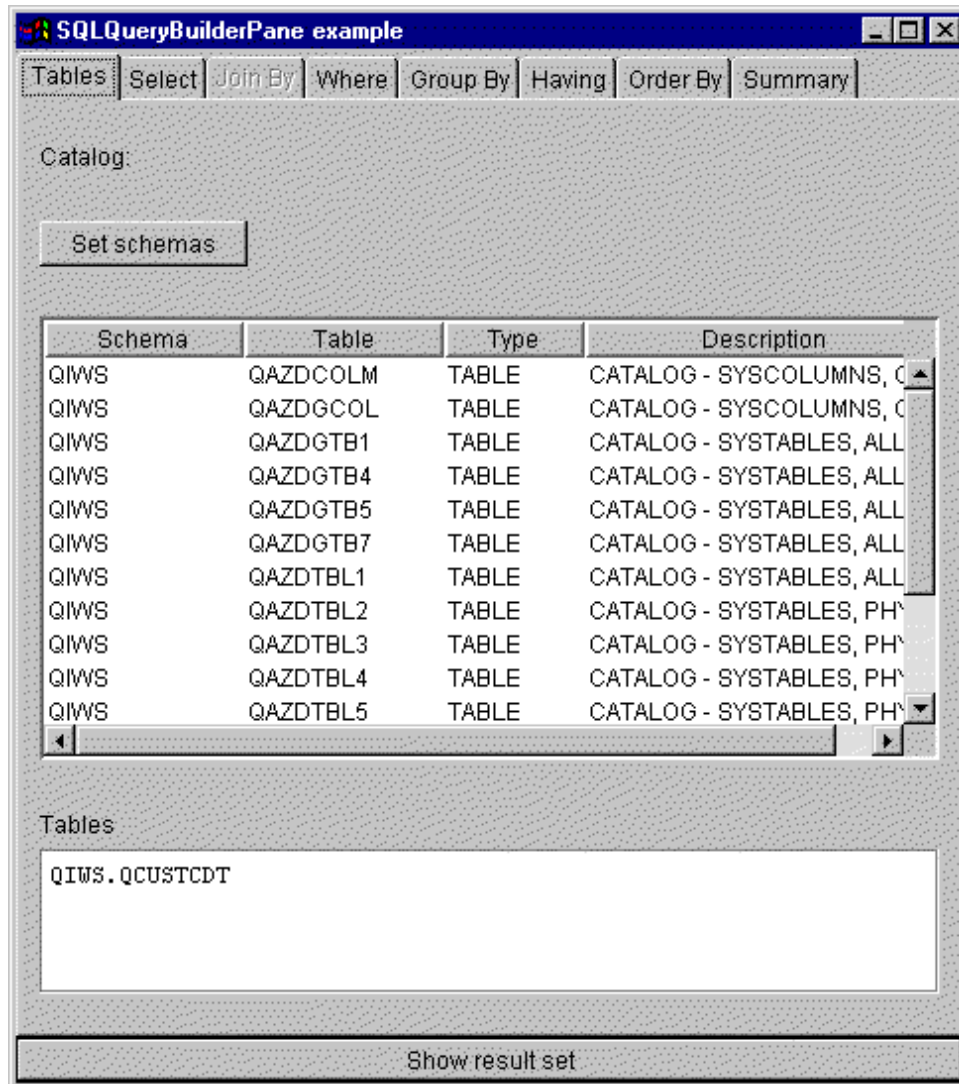 SQLQueryBuilderPane example
Tables Select Join By Where Group By Having Order By Summary
Catalog:
Set schemas
Schema Table Type Description
QIWS QAZDCOLM TABLE CATALOG - SYSCOLUMNS,
QIWS QAZDGCOL TABLE CATALOG - SYSCOLUMNS,
QIWS QAZDGTB1 TABLE CATALOG - SYSTABLES, ALL
QIWS QAZDGTB4 TABLE CATALOG - SYSTABLES, ALL
QIWS QAZDGTB5 TABLE CATALOG - SYSTABLES, ALL
QIWS QAZDGTB7 TABLE CATALOG - SYSTABLES, ALL
QIWS QAZDTBL1 TABLE CATALOG - SYSTABLES, ALL
QIWS QAZDTBL2 TABLE CATALOG - SYSTABLES, PH
QIWS QAZDTBL3 TABLE CATALOG - SYSTABLES, PH
QIWS QAZDTBL4 TABLE CATALOG - SYSTABLES, PH
QIWS QAZDTBL5 TABLE CATALOG - SYSTABLES, PH
Tables
QIWS.QCUSTCDT
Show result set